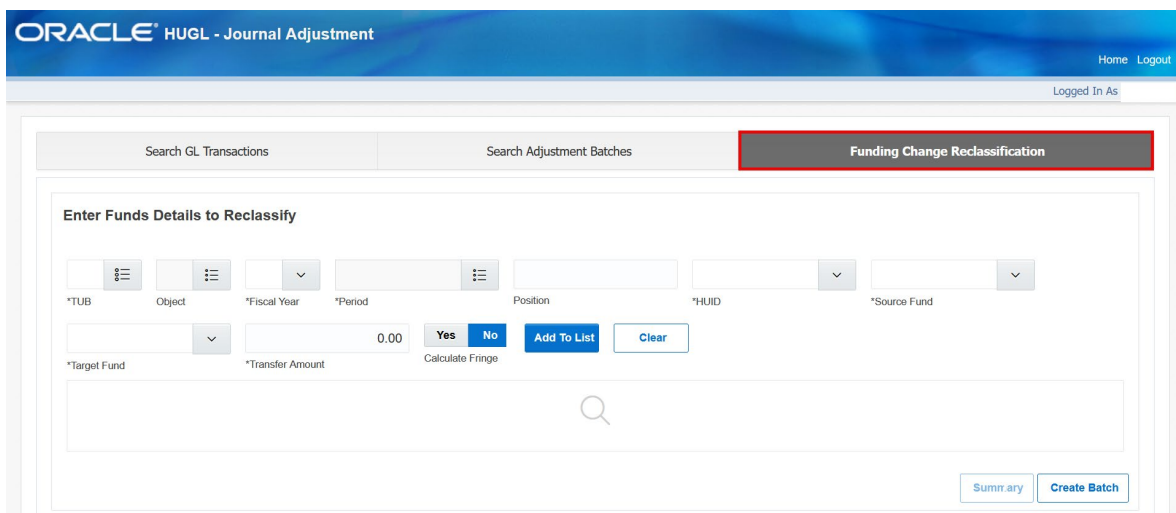 ORACLE® HUGL - Journal Adjustment
Home Logout
Logged In As
Search GL Transactions Search Adjustment Batches Funding Change Reclassification
Enter Funds Details to Reclassify
*TUB Object *Fiscal Year *Period Position *HUID *Source Fund
0.00 Yes No Add To List Clear
*Target Fund *Transfer Amount Calculate Fringe
Summary Create Batch